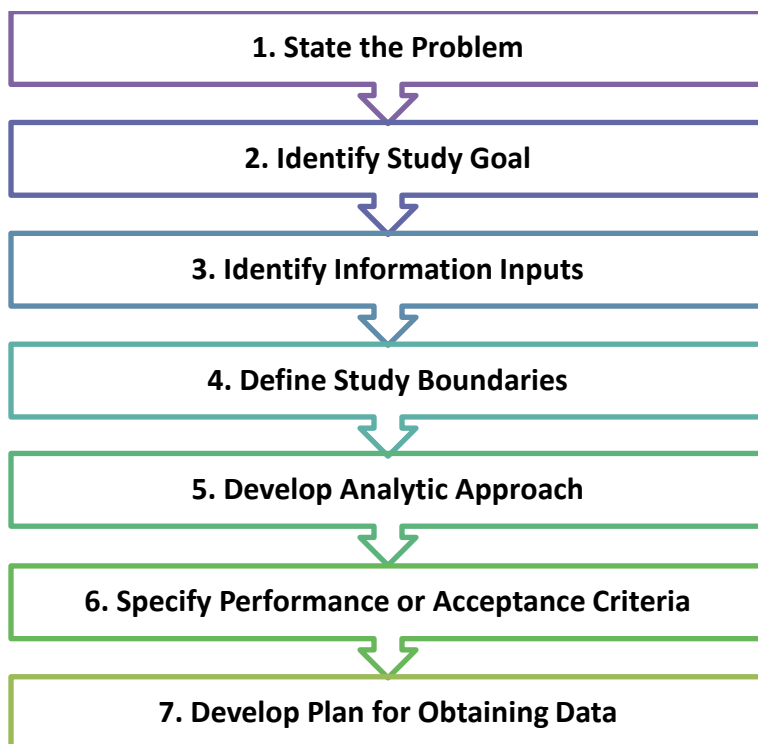 1. State the Problem
2. Identify Study Goal
3. Identify Information Inputs
4. Define Study Boundaries
5. Develop Analytic Approach
6. Specify Performance or Acceptance Criteria
7. Develop Plan for Obtaining Data